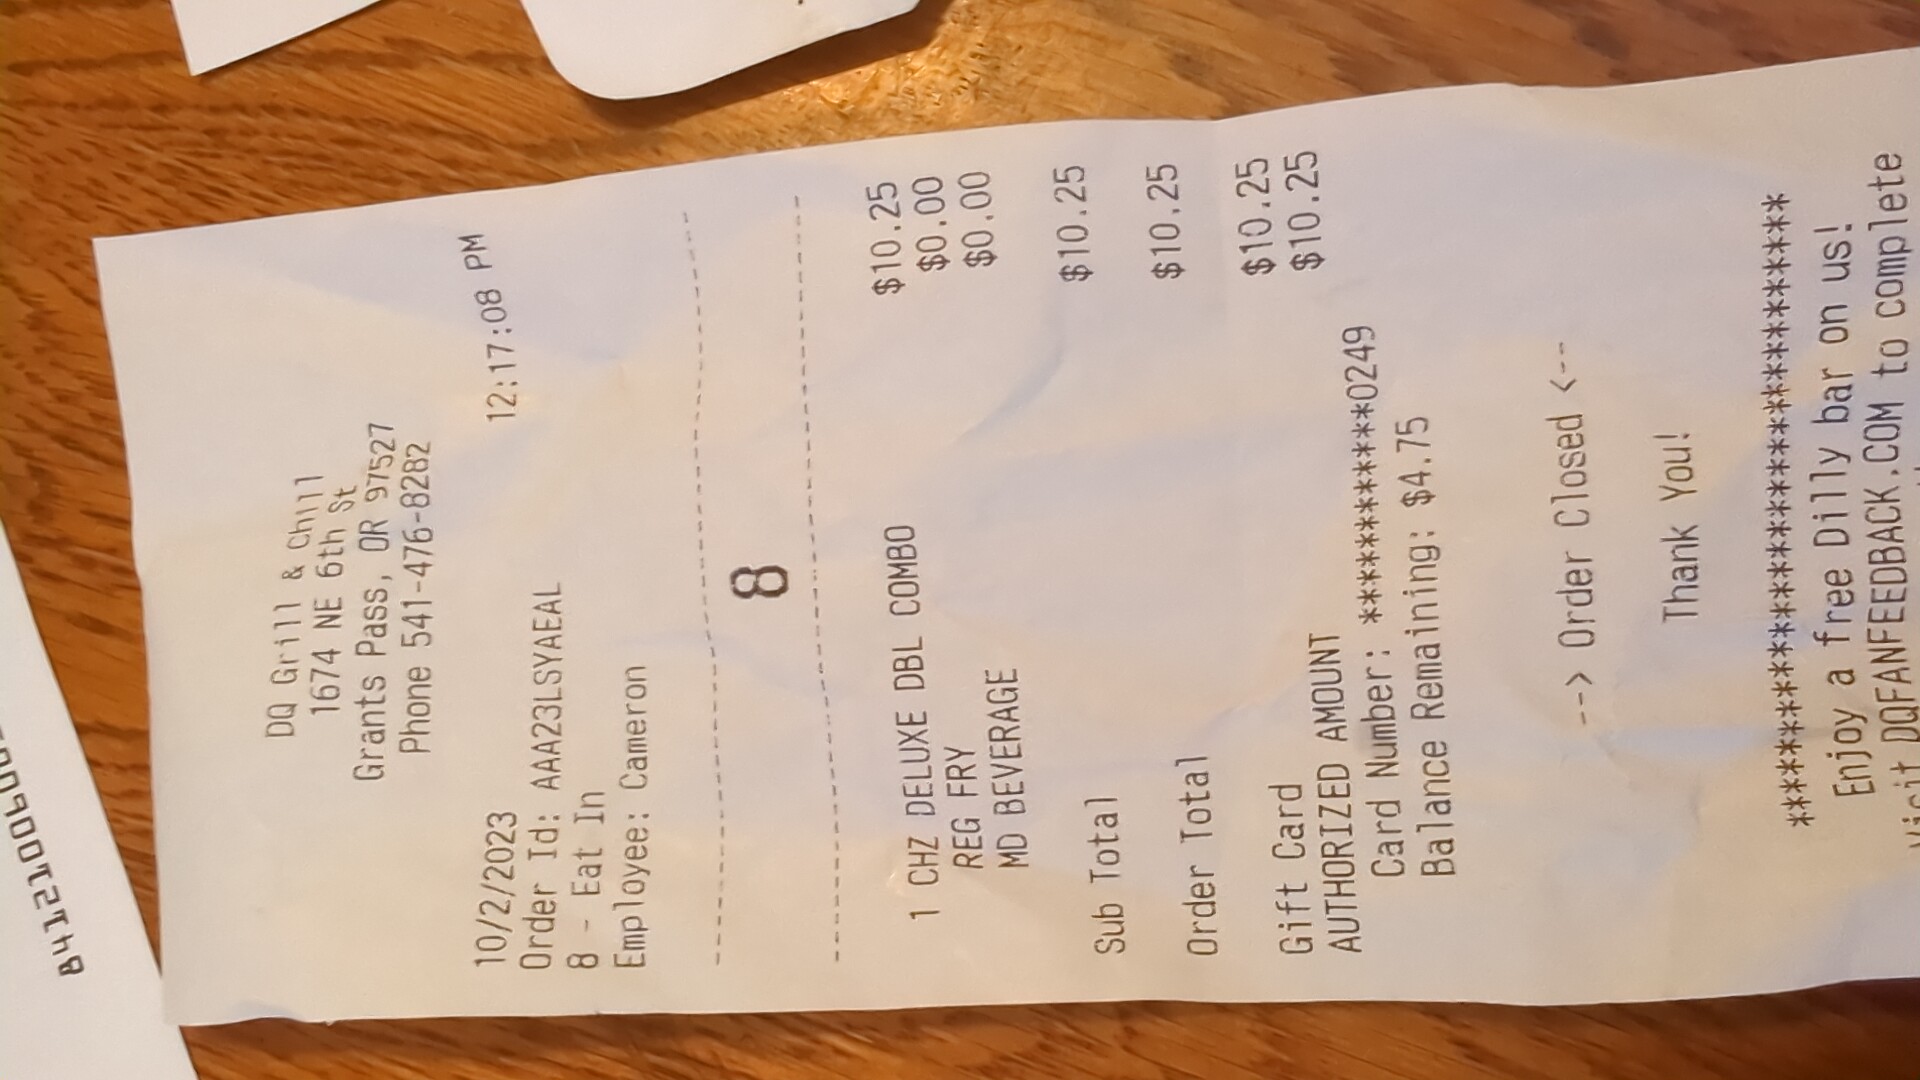 DQ Grill & Chill
1674 NE 6th St
Grants Pass, OR 97527
Phone 541-476-8282
10/2/2023 12:17:08 PM
Order Id: AAA23LSYAEAL
8 - Eat In
Employee: Cameron
8
1 CHZ DELUXE DBL COMBO $10.25
REG FRY $0.00
MD BEVERAGE $0.00
Sub Total $10.25
Order Total $10.25
Gift Card $10.25
AUTHORIZED AMOUNT $10.25
Card Number: ************0249
Balance Remaining: $4.75
--> Order Closed <--
Thank You!
***********************************
Enjoy a free Dilly bar on us!
Visit DQFANFEEDBACK.COM to complete